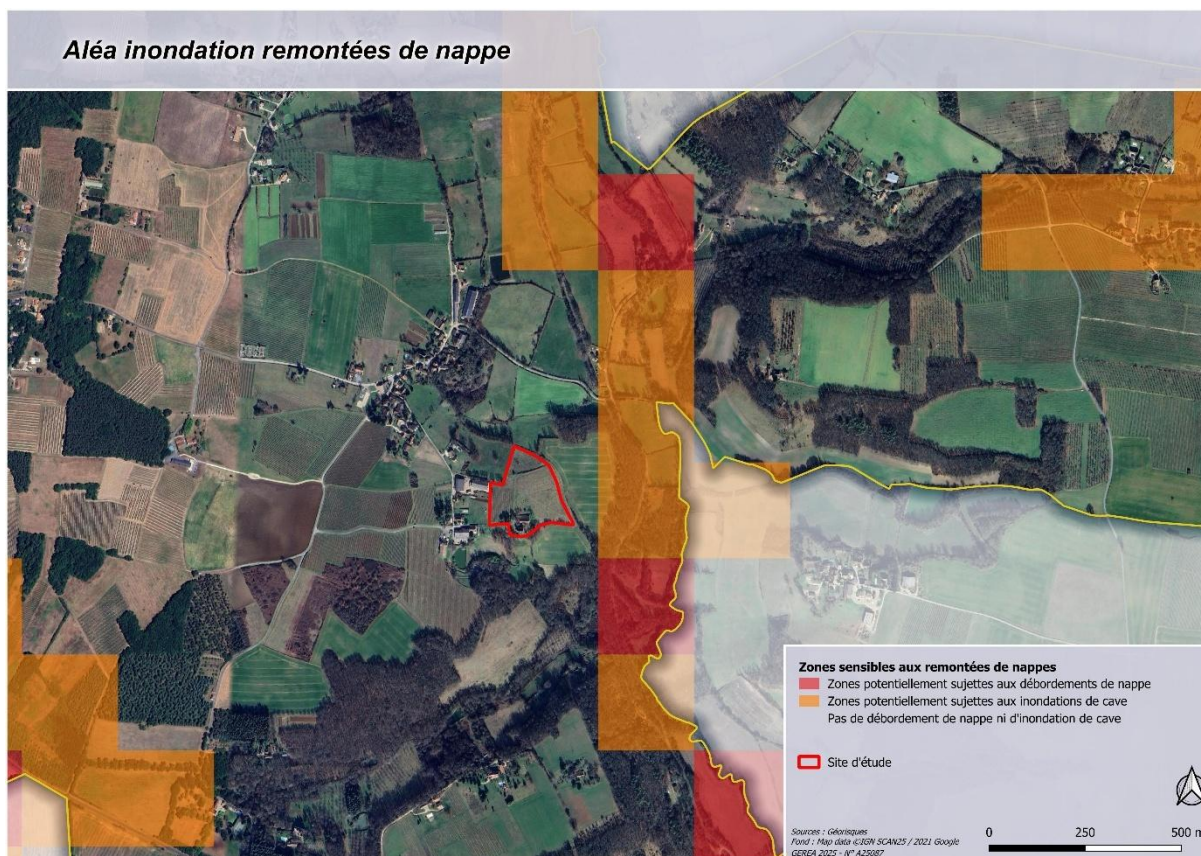 Aléa inondation remontées de nappe
Zones sensibles aux remontées de nappes
Zones potentiellement sujettes aux débordements de nappe
Zones potentiellement sujettes aux inondations de cave
Pas de débordement de nappe ni d'inondation de cave
Site d'étude
Sources : Géorisques
Fond : Map data ©IGN SCAN25 / 2021 Google
GEREA 2025 - N° A25087
0 250 500 m